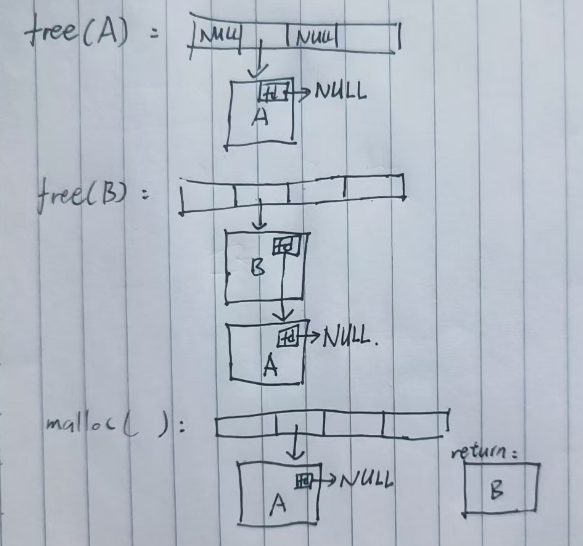 free(A) :
NULL NULL
fd NULL
A
free(B) :
fd
B
fd NULL.
A
malloc( ) :
return :
fd NULL
A
B